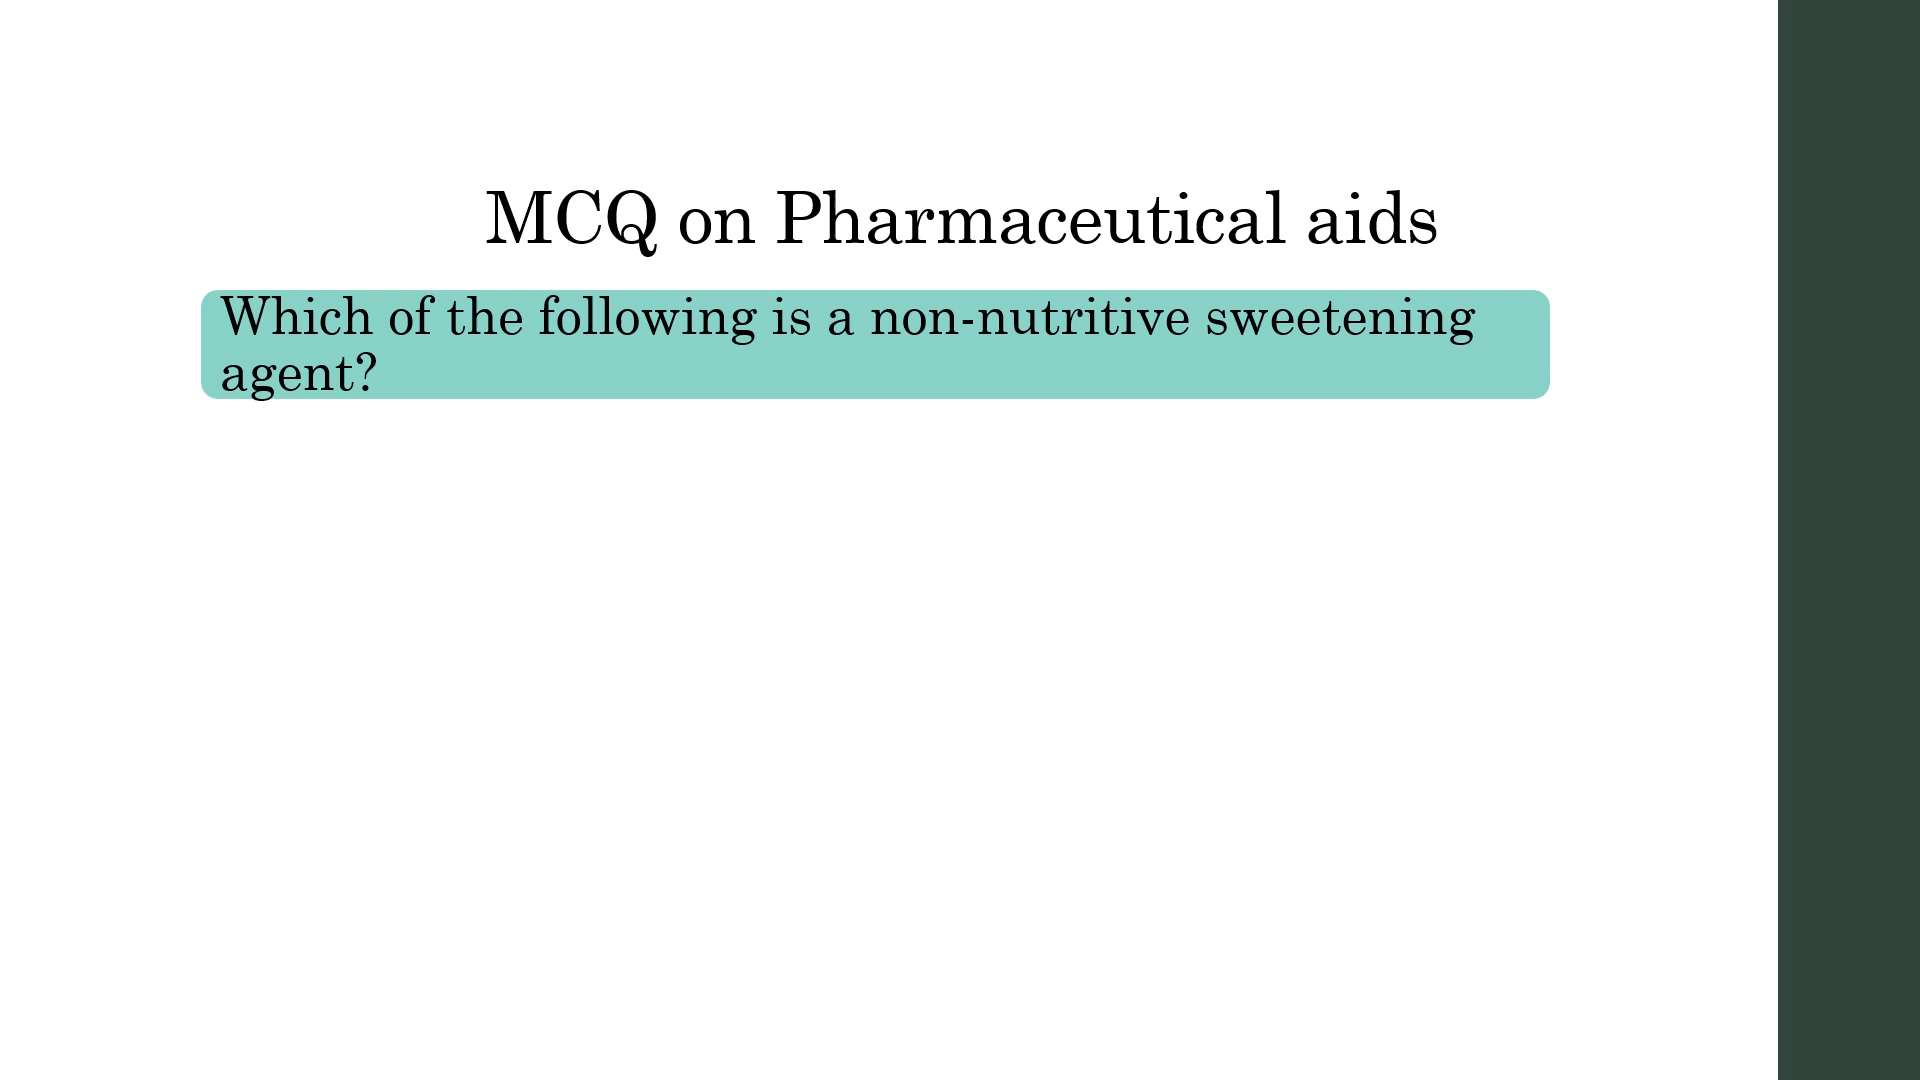 MCQ on Pharmaceutical aids
Which of the following is a non-nutritive sweetening
agent?